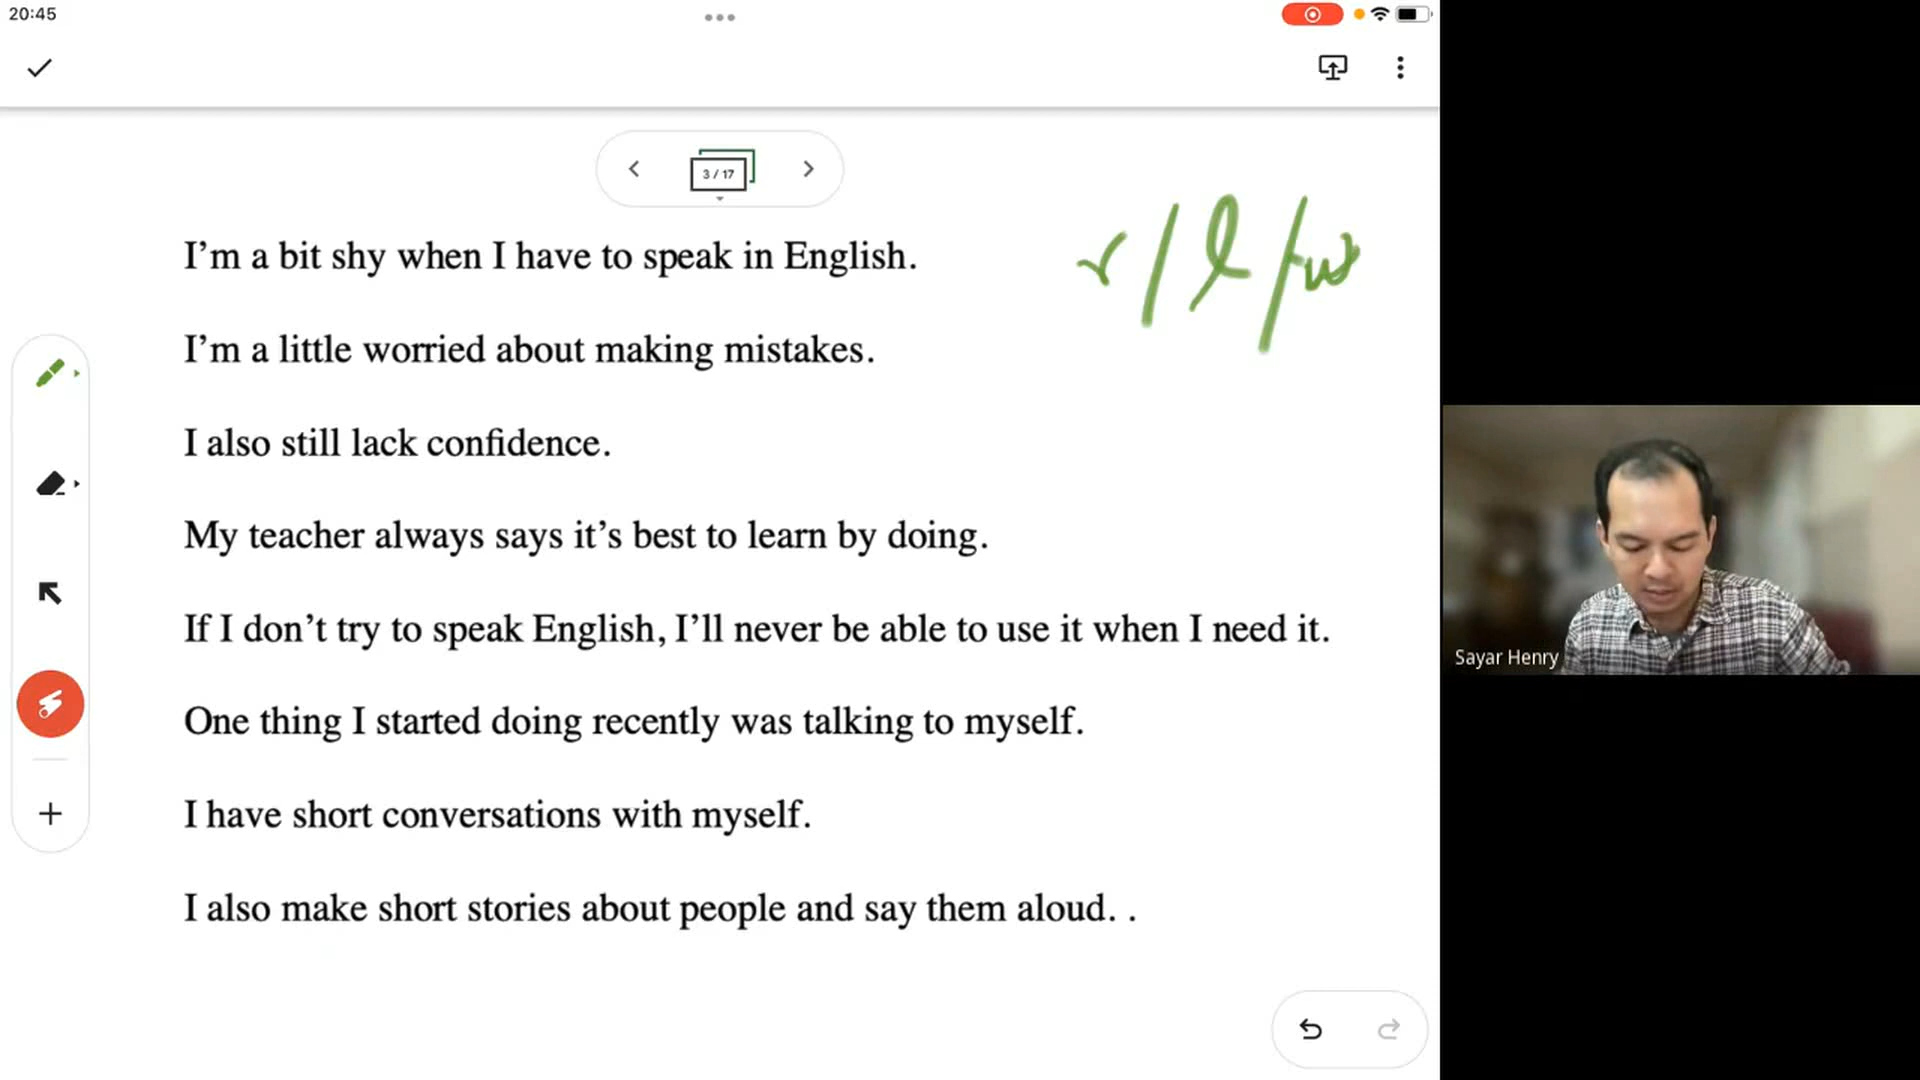 20:45
3 / 17
r/l/w
I'm a bit shy when I have to speak in English.
I'm a little worried about making mistakes.
I also still lack confidence.
My teacher always says it's best to learn by doing.
If I don't try to speak English, I'll never be able to use it when I need it.
One thing I started doing recently was talking to myself.
I have short conversations with myself.
I also make short stories about people and say them aloud. .
Sayar Henry